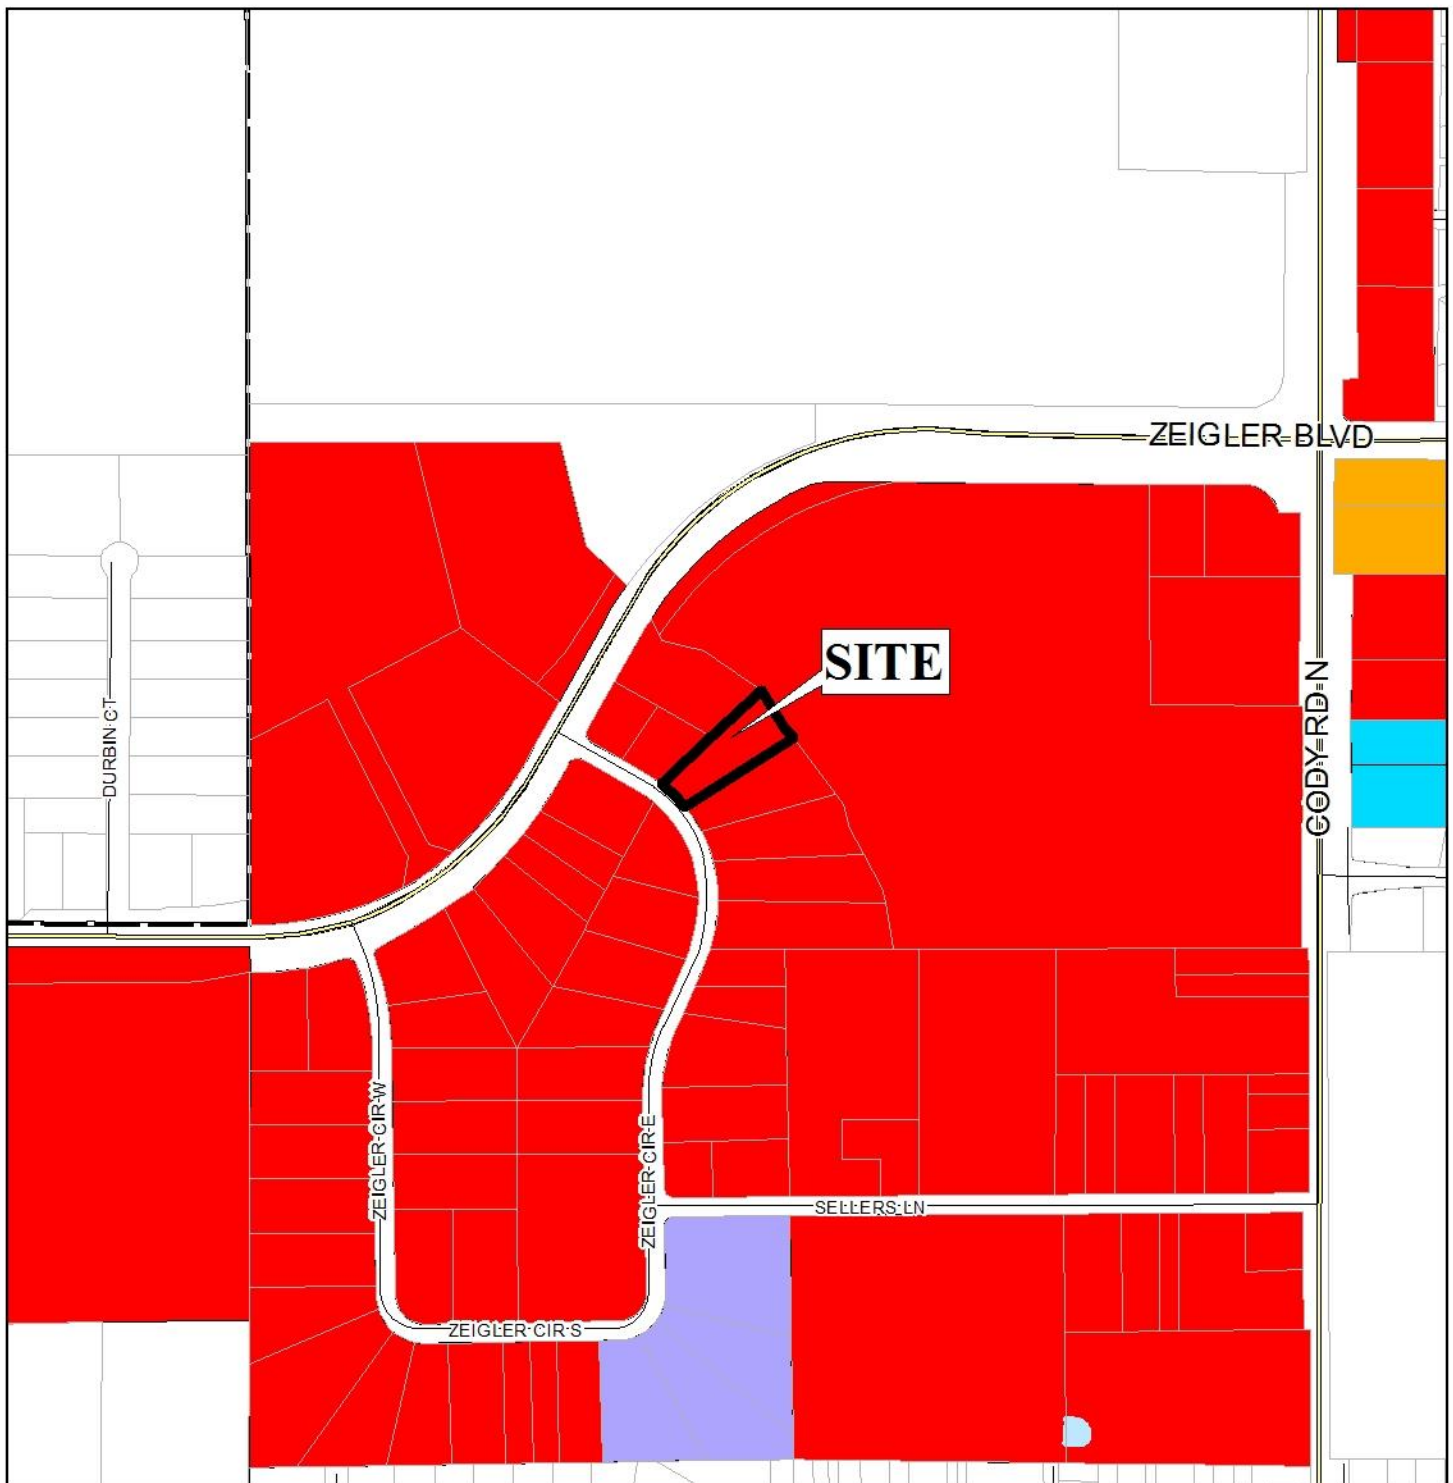 ZEIGLER BLVD
SITE
DURBIN CT
CODY RD N
ZEIGLER CIR W
ZEIGLER CIR E
SELLERS LN
ZEIGLER CIR S